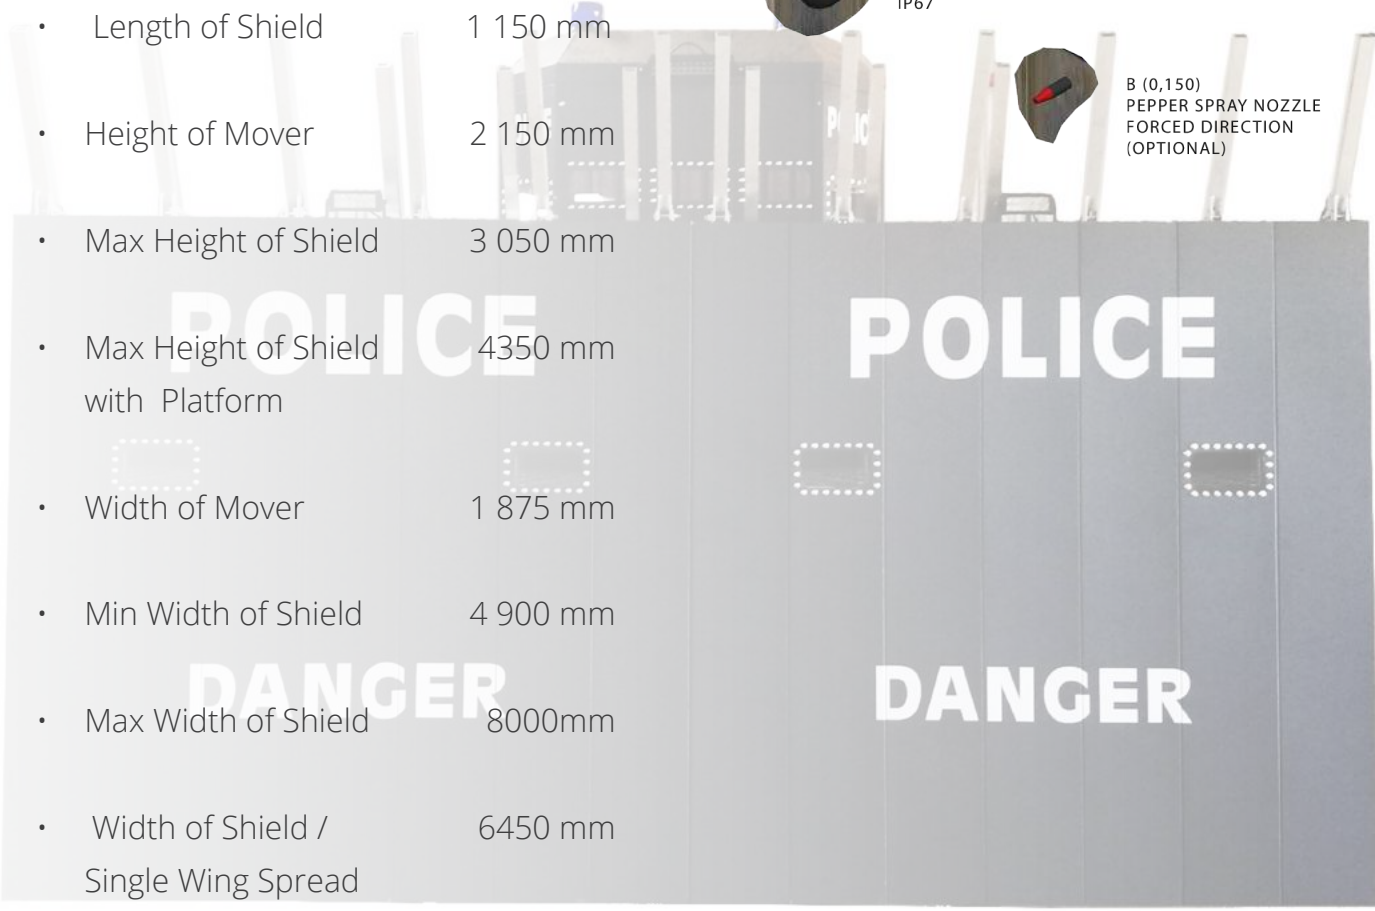 IP67
• Length of Shield 1 150 mm
B (0,150)
PEPPER SPRAY NOZZLE
FORCED DIRECTION
(OPTIONAL)
• Height of Mover 2 150 mm
• Max Height of Shield 3 050 mm
POLICE POLICE
• Max Height of Shield 4350 mm
with Platform
• Width of Mover 1 875 mm
• Min Width of Shield 4 900 mm
DANGER DANGER
• Max Width of Shield 8000mm
• Width of Shield / 6450 mm
Single Wing Spread